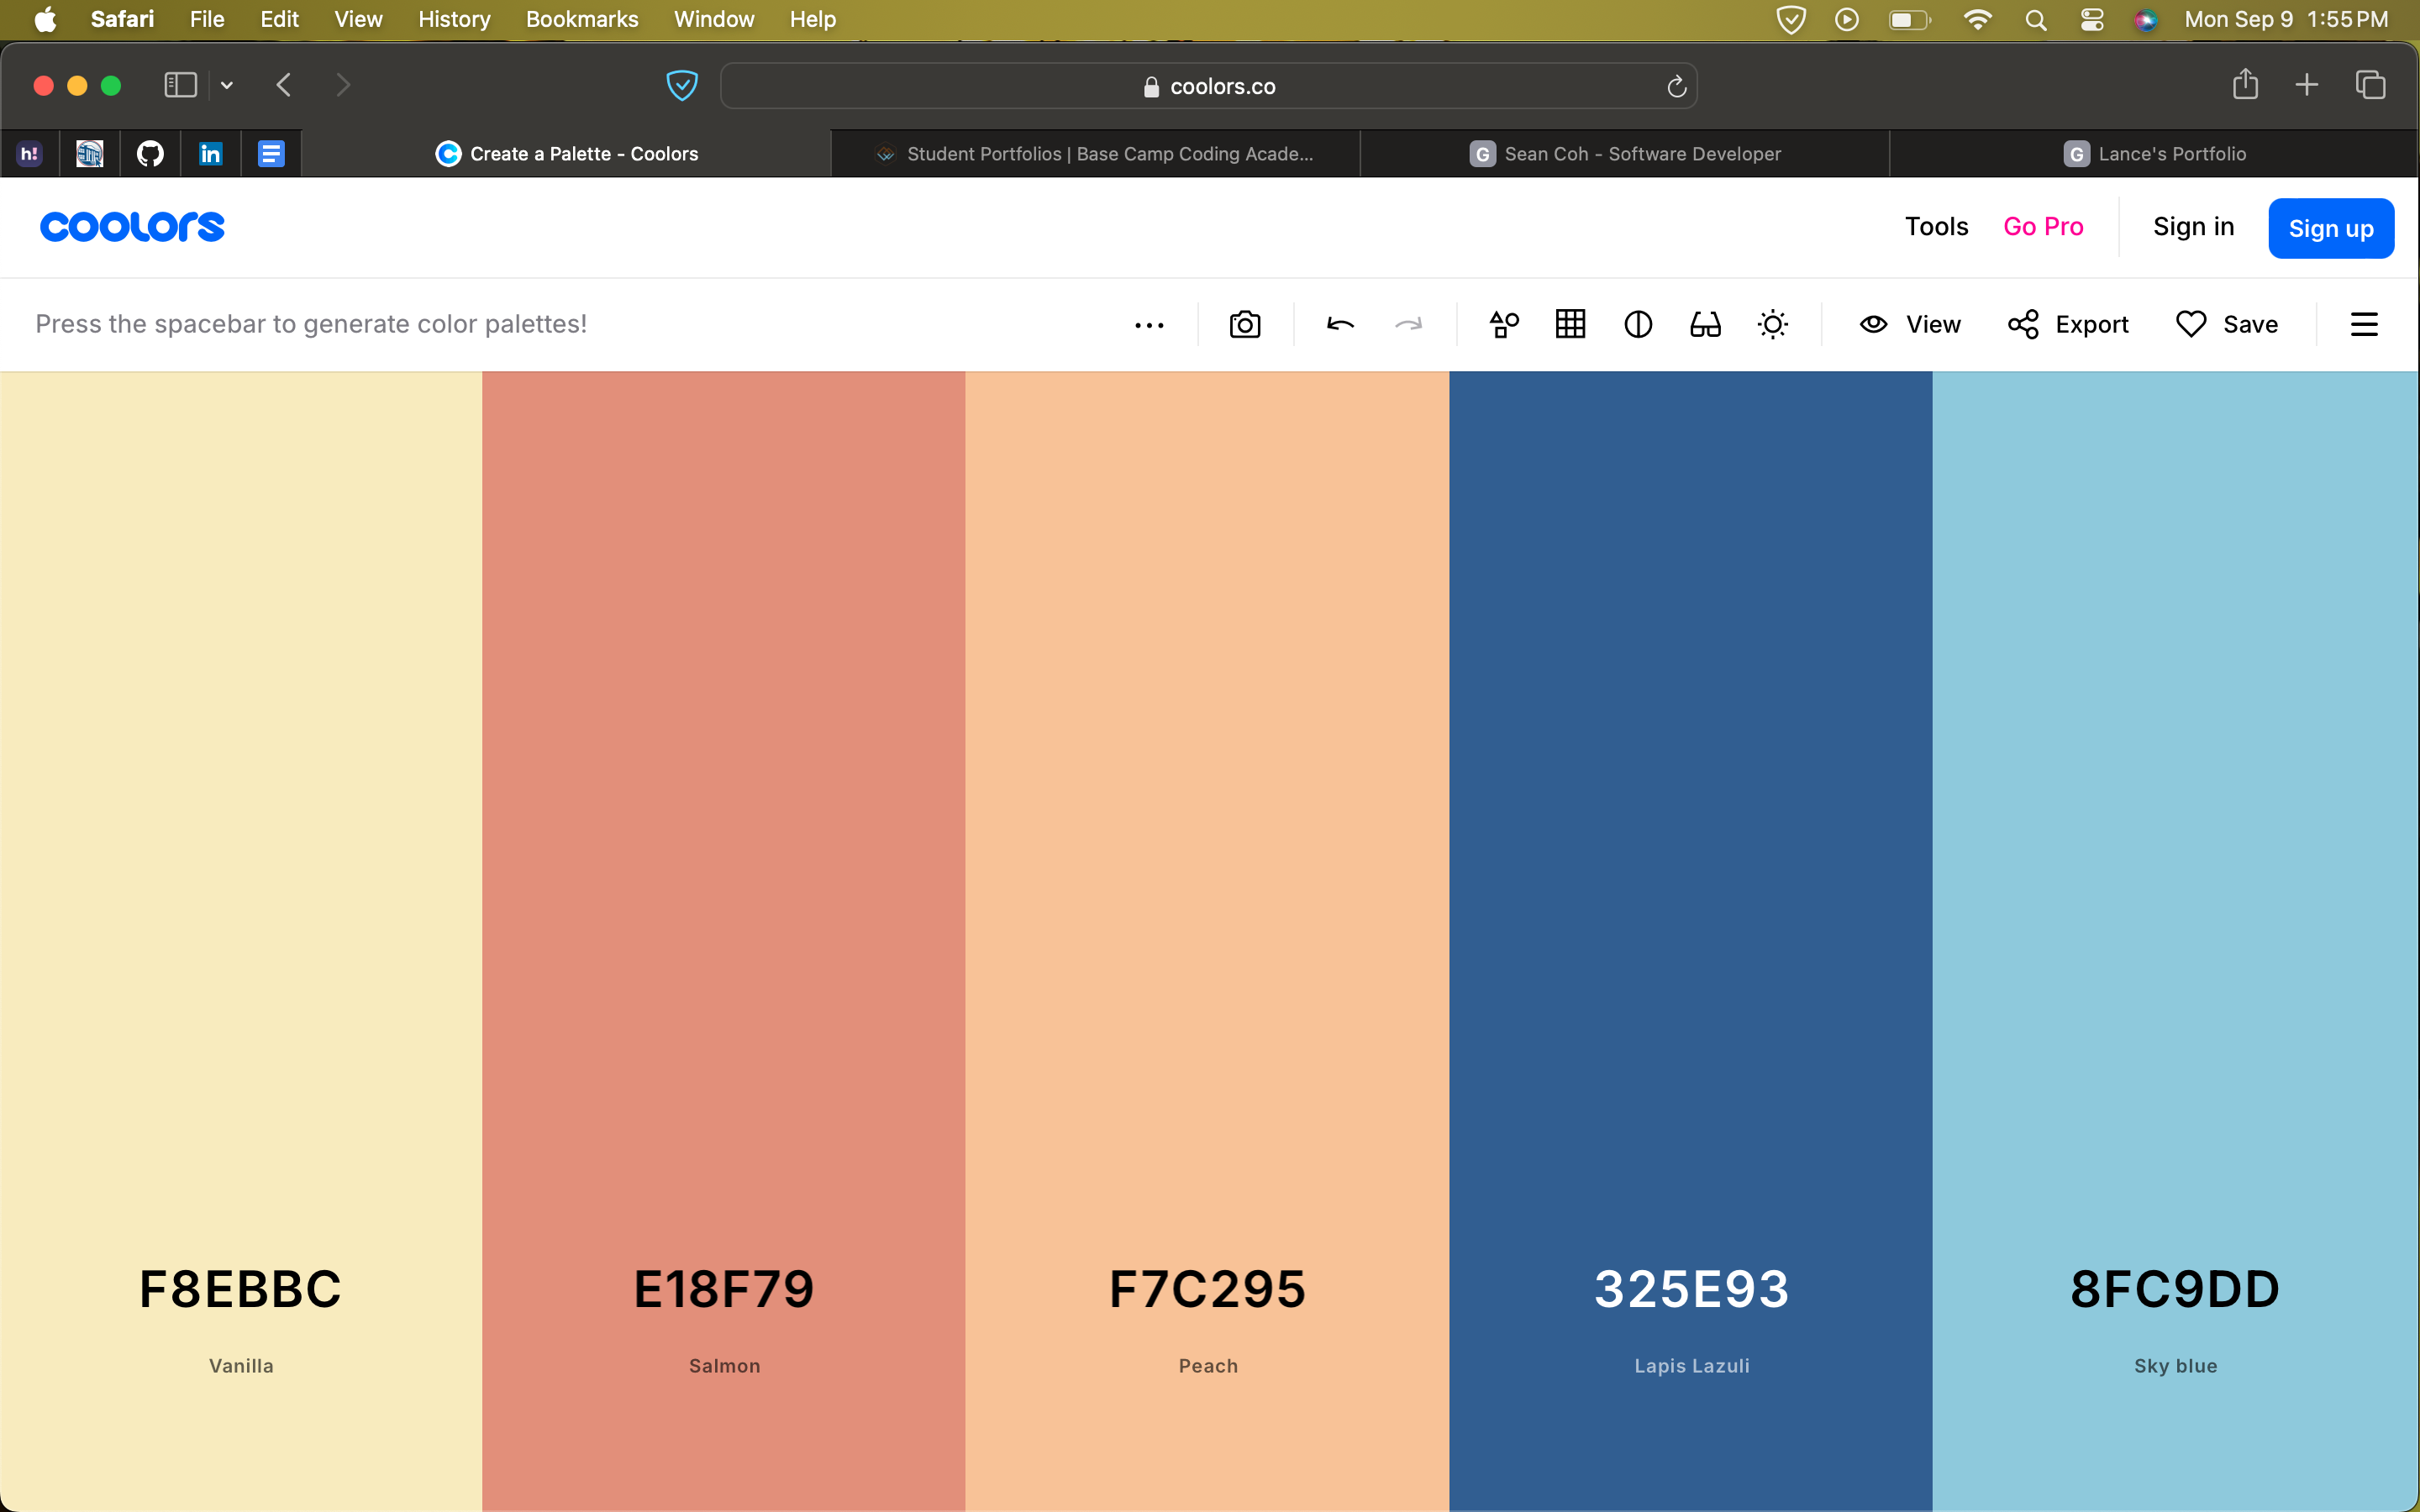 Safari File Edit View History Bookmarks Window Help Mon Sep 9 1:55 PM
coolors.co
h! in Create a Palette - Coolors Student Portfolios | Base Camp Coding Acade... G Sean Coh - Software Developer G Lance's Portfolio
coolors Tools Go Pro Sign in Sign up
Press the spacebar to generate color palettes! View Export Save
F8EBBC E18F79 F7C295 325E93 8FC9DD
Vanilla Salmon Peach Lapis Lazuli Sky blue